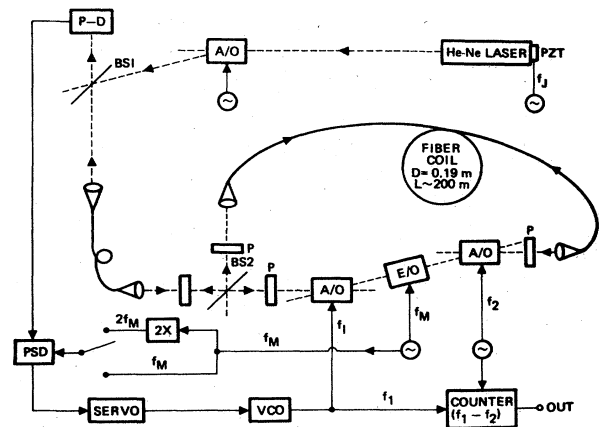 P–D
BS1
A/O
He-Ne LASER
PZT
f_J
FIBER
COIL
D= 0.19 m
L~200 m
P
BS2
P
A/O
E/O
A/O
P
2f_M
2X
f_M
f_M
f_1
f_M
f_2
PSD
SERVO
VCO
f_1
COUNTER
(f_1 – f_2)
OUT